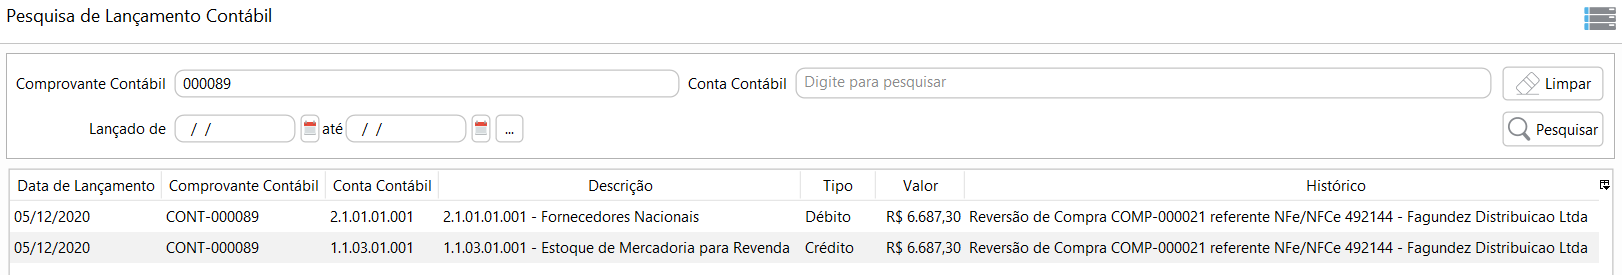 Pesquisa de Lançamento Contábil
Comprovante Contábil 000089 Conta Contábil Digite para pesquisar Limpar
Lançado de / / até / / ... Pesquisar
Data de Lançamento Comprovante Contábil Conta Contábil Descrição Tipo Valor Histórico
05/12/2020 CONT-000089 2.1.01.01.001 2.1.01.01.001 - Fornecedores Nacionais Débito R$ 6.687,30 Reversão de Compra COMP-000021 referente NFe/NFCe 492144 - Fagundez Distribuicao Ltda
05/12/2020 CONT-000089 1.1.03.01.001 1.1.03.01.001 - Estoque de Mercadoria para Revenda Crédito R$ 6.687,30 Reversão de Compra COMP-000021 referente NFe/NFCe 492144 - Fagundez Distribuicao Ltda